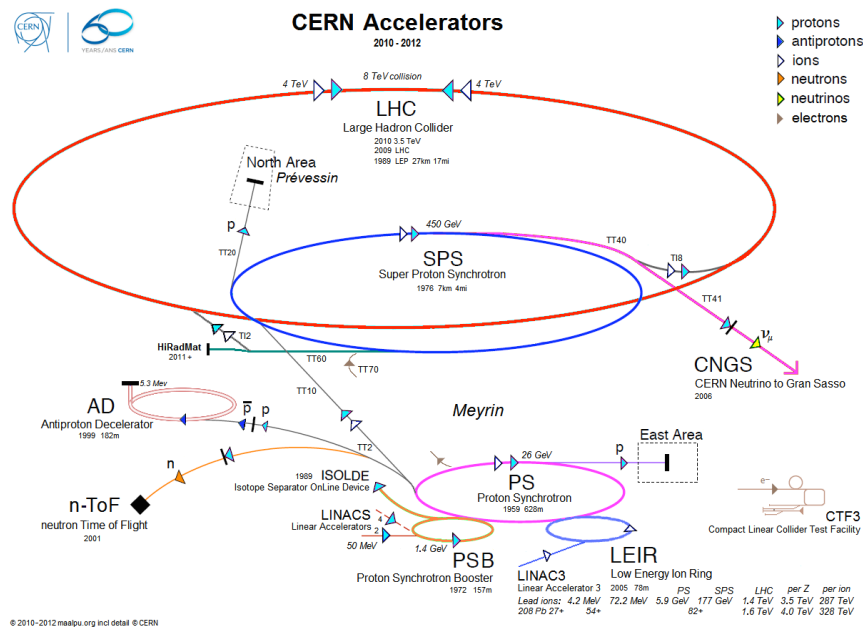 CERN
60
YEARS/ANS CERN
CERN Accelerators
2010 - 2012
protons
antiprotons
ions
neutrons
neutrinos
electrons
4 TeV
8 TeV collision
4 TeV
LHC
Large Hadron Collider
2010 3.5 TeV
2009 LHC
1989 LEP 27km 17mi
North Area
Prévessin
p
TT20
450 GeV
TT40
SPS
Super Proton Synchrotron
1976 7km 4mi
TI8
TT41
νμ
TI2
HiRadMat
2011 +
TT60
TT70
CNGS
CERN Neutrino to Gran Sasso
2006
TT10
5.3 Mev
AD
Antiproton Decelerator
1999 182m
p̅
p
Meyrin
TT2
n
East Area
p
26 GeV
PS
Proton Synchrotron
1959 628m
1989 ISOLDE
Isotope Separator OnLine Device
n-ToF
neutron Time of Flight
2001
LINACS
Linear Accelerators
4
2
50 MeV
1.4 GeV
PSB
Proton Synchrotron Booster
1972 157m
e-
CTF3
Compact Linear Collider Test Facility
LEIR
Low Energy Ion Ring
2005 78m
LINAC3
Linear Accelerator 3
PS SPS LHC per Z per ion
Lead ions: 4.2 MeV 72.2 MeV 5.9 GeV 177 GeV 1.4 TeV 3.5 TeV 287 TeV
208 Pb 27+ 54+ 82+ 1.6 TeV 4.0 TeV 328 TeV
© 2010-2012 maalpu.org incl detail © CERN